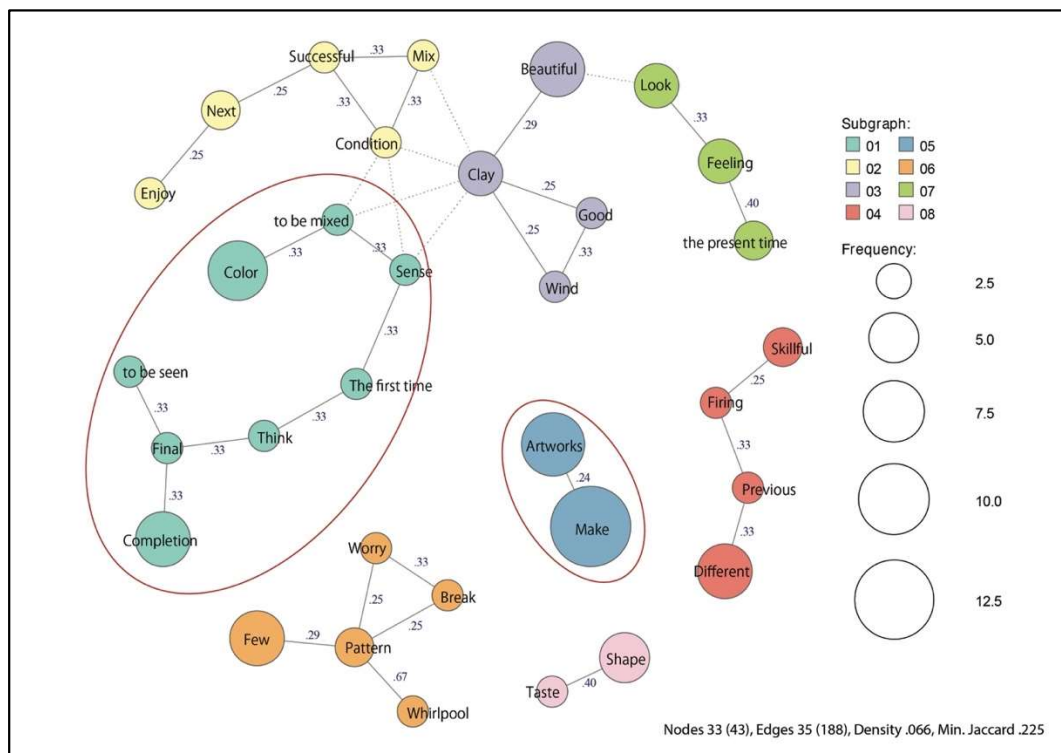 Successful
.33
Mix
Beautiful
Look
.25
.33
.33
Next
Condition
.29
.33
Feeling
.25
Clay
Enjoy
.25
.40
to be mixed
Good
the present time
.33
.33
.25
.33
Color
Sense
Wind
.33
Skillful
to be seen
The first time
.25
Firing
.33
.33
Think
Final
.33
Artworks
.33
.24
Previous
.33
Make
Completion
.33
Different
Worry
.33
.25
Break
.25
Few
.29
Pattern
.67
Whirlpool
Shape
Taste
.40
Subgraph:
01 05
02 06
03 07
04 08
Frequency:
2.5
5.0
7.5
10.0
12.5
Nodes 33 (43), Edges 35 (188), Density .066, Min. Jaccard .225